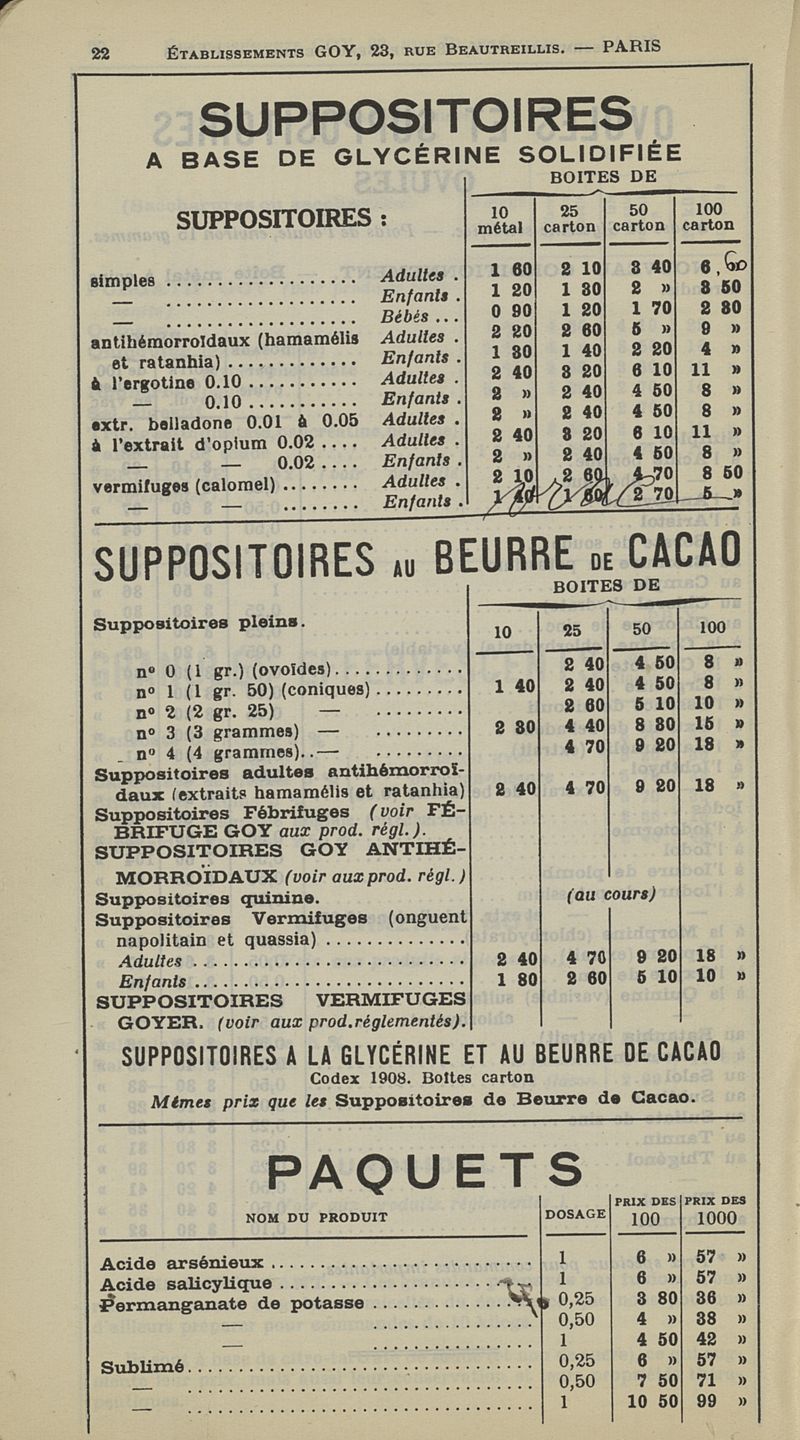 22 ÉTABLISSEMENTS GOY, 23, RUE BEAUTREILLIS. — PARIS
SUPPOSITOIRES
A BASE DE GLYCÉRINE SOLIDIFIÉE
BOITES DE
SUPPOSITOIRES : 10 métal 25 carton 50 carton 100 carton
simples ................... Adultes . 1 60 2 10 3 40 6,60
— ................... Enfants . 1 20 1 80 2 » 3 50
— ................... Bébés ... 0 90 1 20 1 70 2 80
antihémorroïdaux (hamamélis Adultes . 2 20 2 60 5 » 9 »
et ratanhia) ............. Enfants . 1 30 1 40 2 20 4 »
à l'ergotine 0.10 ........... Adultes . 2 40 3 20 6 10 11 »
— 0.10 ........... Enfants . 2 » 2 40 4 50 8 »
extr. belladone 0.01 à 0.05 Adultes . 2 » 2 40 4 50 8 »
à l'extrait d'opium 0.02 .... Adultes . 2 40 3 20 6 10 11 »
— — 0.02 .... Enfants . 2 » 2 40 4 50 8 »
vermifuges (calomel) ........ Adultes . 2 10 2 60 4 70 8 50
— — ........ Enfants . 2 70 5 »
SUPPOSITOIRES AU BEURRE DE CACAO
BOITES DE
Suppositoires pleins. 10 25 50 100
n° 0 (1 gr.) (ovoïdes)............. 2 40 4 50 8 »
n° 1 (1 gr. 50) (coniques)......... 1 40 2 40 4 50 8 »
n° 2 (2 gr. 25) — ......... 2 60 5 10 10 »
n° 3 (3 grammes) — ......... 2 80 4 40 8 80 15 »
n° 4 (4 grammes)..— ......... 4 70 9 20 18 »
Suppositoires adultes antihémorroï-
daux (extraits hamamélis et ratanhia) 2 40 4 70 9 20 18 »
Suppositoires Fébrifuges (voir FÉ-
BRIFUGE GOY aux prod. régl.).
SUPPOSITOIRES GOY ANTIHÉ-
MORROÏDAUX (voir aux prod. régl.)
Suppositoires quinine. (au cours)
Suppositoires Vermifuges (onguent
napolitain et quassia) ..............
Adultes .......................... 2 40 4 70 9 20 18 »
Enfants .......................... 1 80 2 60 5 10 10 »
SUPPOSITOIRES VERMIFUGES
GOYER. (voir aux prod.réglementés).
SUPPOSITOIRES A LA GLYCÉRINE ET AU BEURRE DE CACAO
Codex 1908. Boîtes carton
Mêmes prix que les Suppositoires de Beurre de Cacao.
PAQUETS
NOM DU PRODUIT DOSAGE PRIX DES 100 PRIX DES 1000
Acide arsénieux ........................... 1 6 » 57 »
Acide salicylique ......................... 1 6 » 57 »
Permanganate de potasse ................ 0,25 3 80 36 »
— ................ 0,50 4 » 38 »
— ................ 1 4 50 42 »
Sublimé................................... 0,25 6 » 57 »
— ................................... 0,50 7 50 71 »
— ................................... 1 10 50 99 »